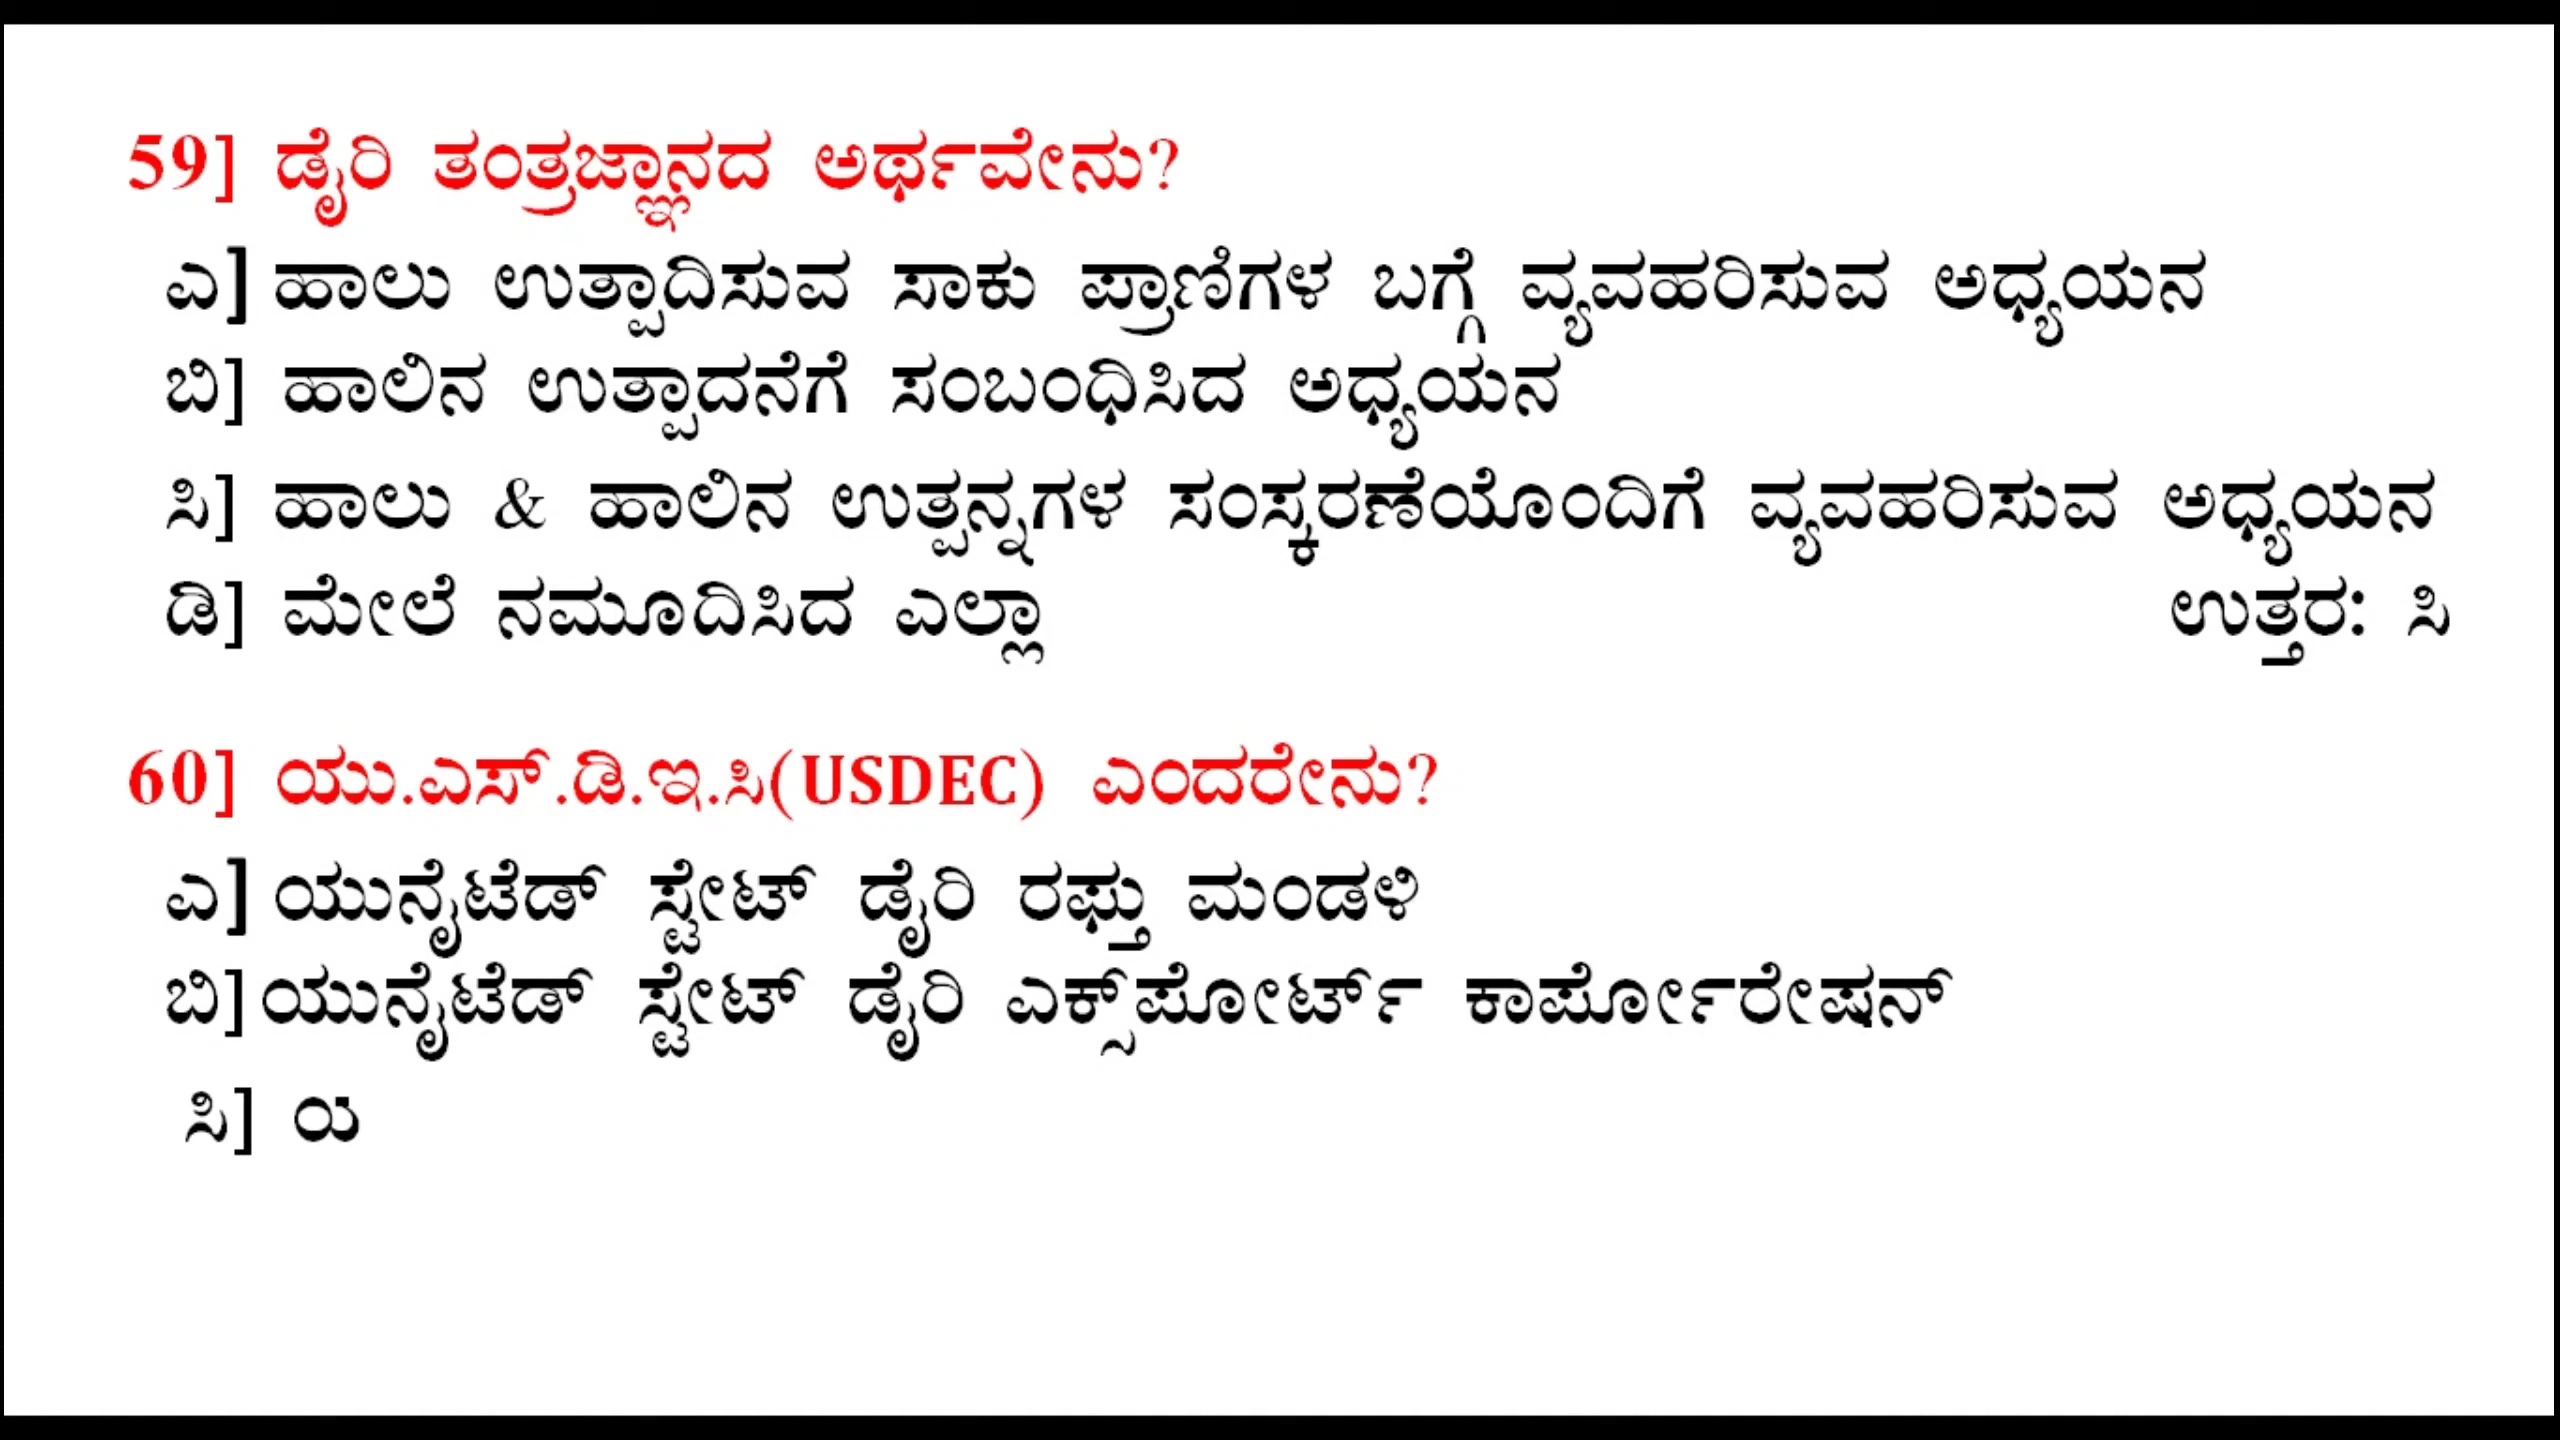 59] ಡೈರಿ ತಂತ್ರಜ್ಞಾನದ ಅರ್ಥವೇನು?
ಎ] ಹಾಲು ಉತ್ಪಾದಿಸುವ ಸಾಕು ಪ್ರಾಣಿಗಳ ಬಗ್ಗೆ ವ್ಯವಹರಿಸುವ ಅಧ್ಯಯನ
ಬಿ] ಹಾಲಿನ ಉತ್ಪಾದನೆಗೆ ಸಂಬಂಧಿಸಿದ ಅಧ್ಯಯನ
ಸಿ] ಹಾಲು & ಹಾಲಿನ ಉತ್ಪನ್ನಗಳ ಸಂಸ್ಕರಣೆಯೊಂದಿಗೆ ವ್ಯವಹರಿಸುವ ಅಧ್ಯಯನ
ಡಿ] ಮೇಲೆ ನಮೂದಿಸಿದ ಎಲ್ಲಾ ಉತ್ತರ: ಸಿ
60] ಯು.ಎಸ್.ಡಿ.ಇ.ಸಿ(USDEC) ಎಂದರೇನು?
ಎ] ಯುನೈಟೆಡ್ ಸ್ಟೇಟ್ ಡೈರಿ ರಫ್ತು ಮಂಡಳಿ
ಬಿ] ಯುನೈಟೆಡ್ ಸ್ಟೇಟ್ ಡೈರಿ ಎಕ್ಸ್‌ಪೋರ್ಟ್ ಕಾರ್ಪೋರೇಷನ್
ಸಿ]